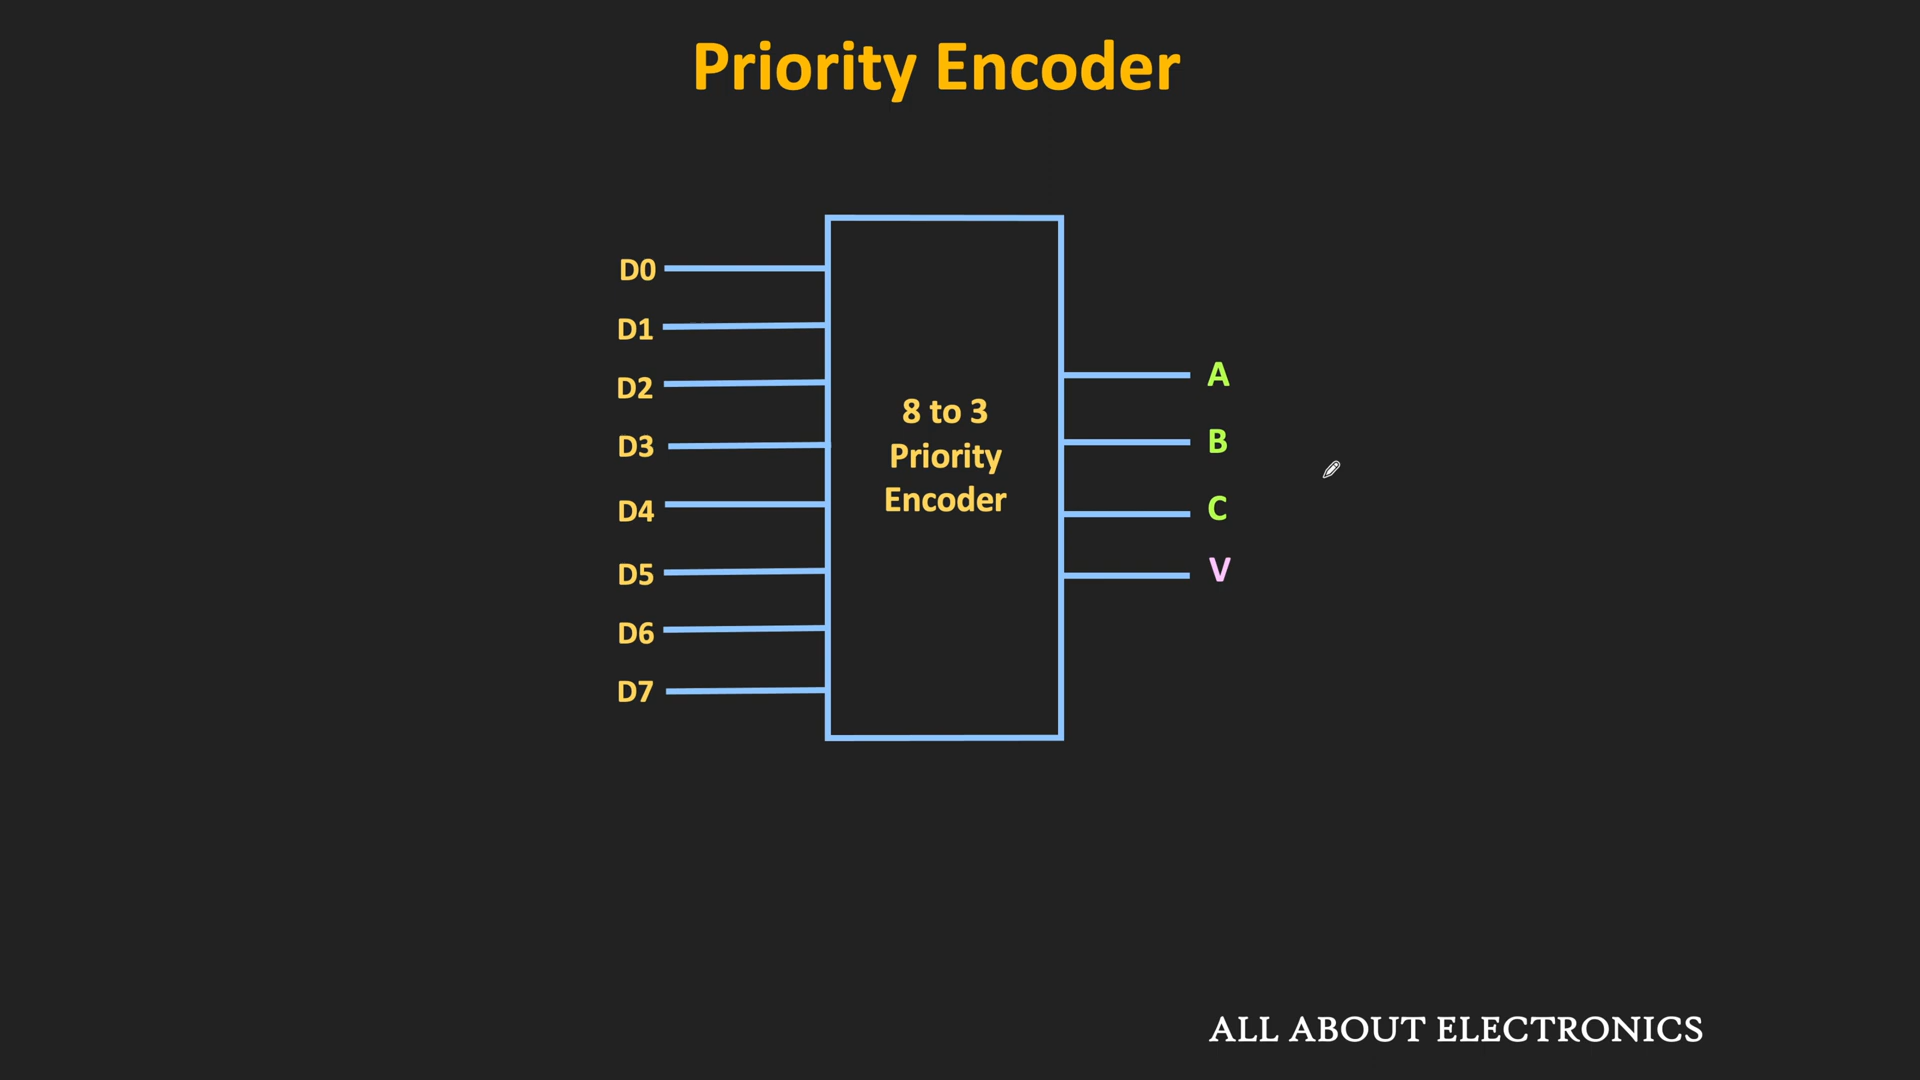 Priority Encoder
D0
D1
D2
D3
D4
D5
D6
D7
8 to 3
Priority
Encoder
A
B
C
V
ALL ABOUT ELECTRONICS